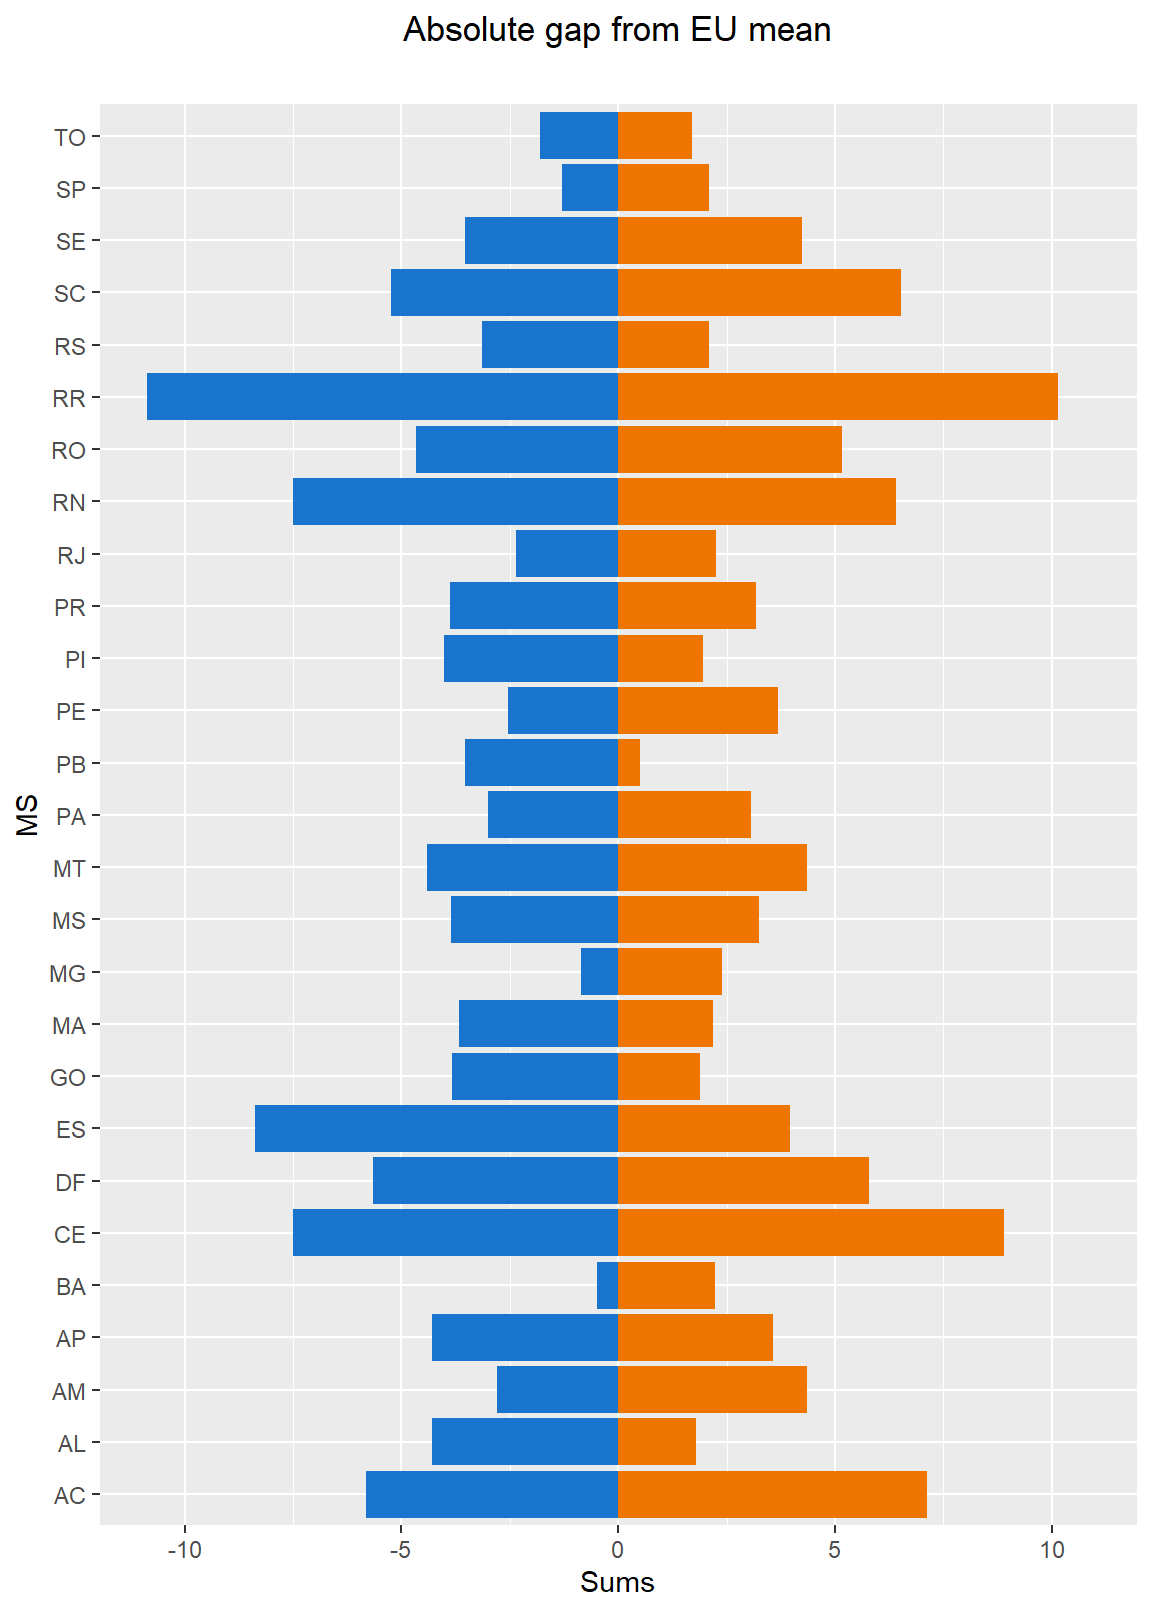 Absolute gap from EU mean
TO
SP
SE
SC
RS
RR
RO
RN
RJ
PR
PI
PE
PB
PA
MT
MS
MG
MA
GO
ES
DF
CE
BA
AP
AM
AL
AC
MS
-10 -5 0 5 10
Sums